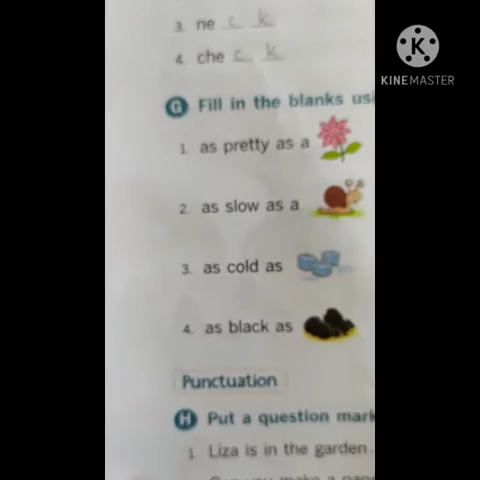 3. ne c k
4. che c k
KINEMASTER
G Fill in the blanks
1. as pretty as a
2. as slow as a
3. as cold as
4. as black as
Punctuation
H Put a question mark
1. Liza is in the garden